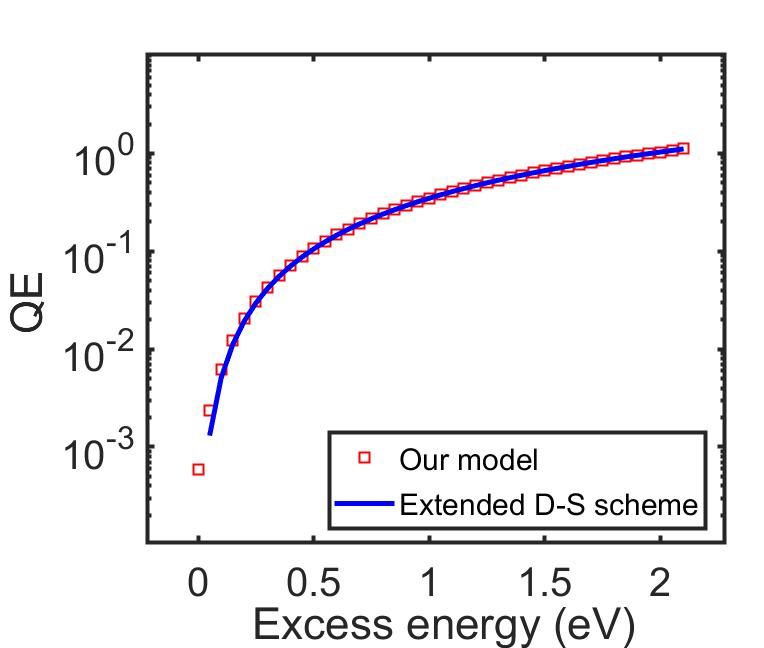 10^0
10^-1
10^-2
10^-3
QE
Our model
Extended D-S scheme
0 0.5 1 1.5 2
Excess energy (eV)